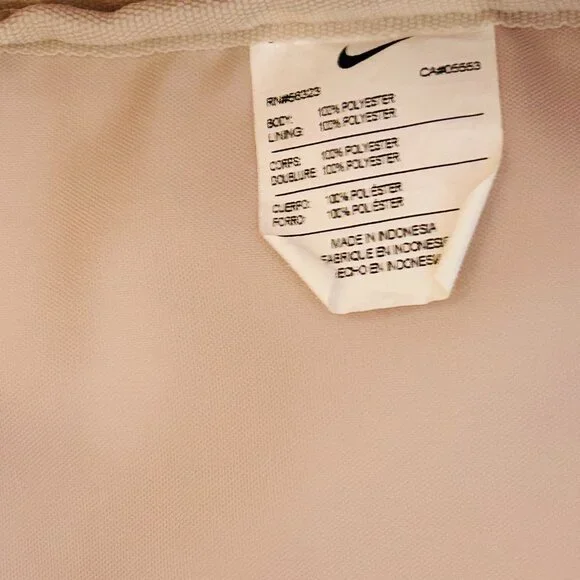 RN#56323 CA#05553
BODY: 100% POLYESTER
LINING: 100% POLYESTER
CORPS: 100% POLYESTER
DOUBLURE 100% POLYESTER
CUERPO: 100% POLIÉSTER
FORRO: 100% POLIÉSTER
MADE IN INDONESIA
FABRIQUE EN INDONESIE
HECHO EN INDONESIA